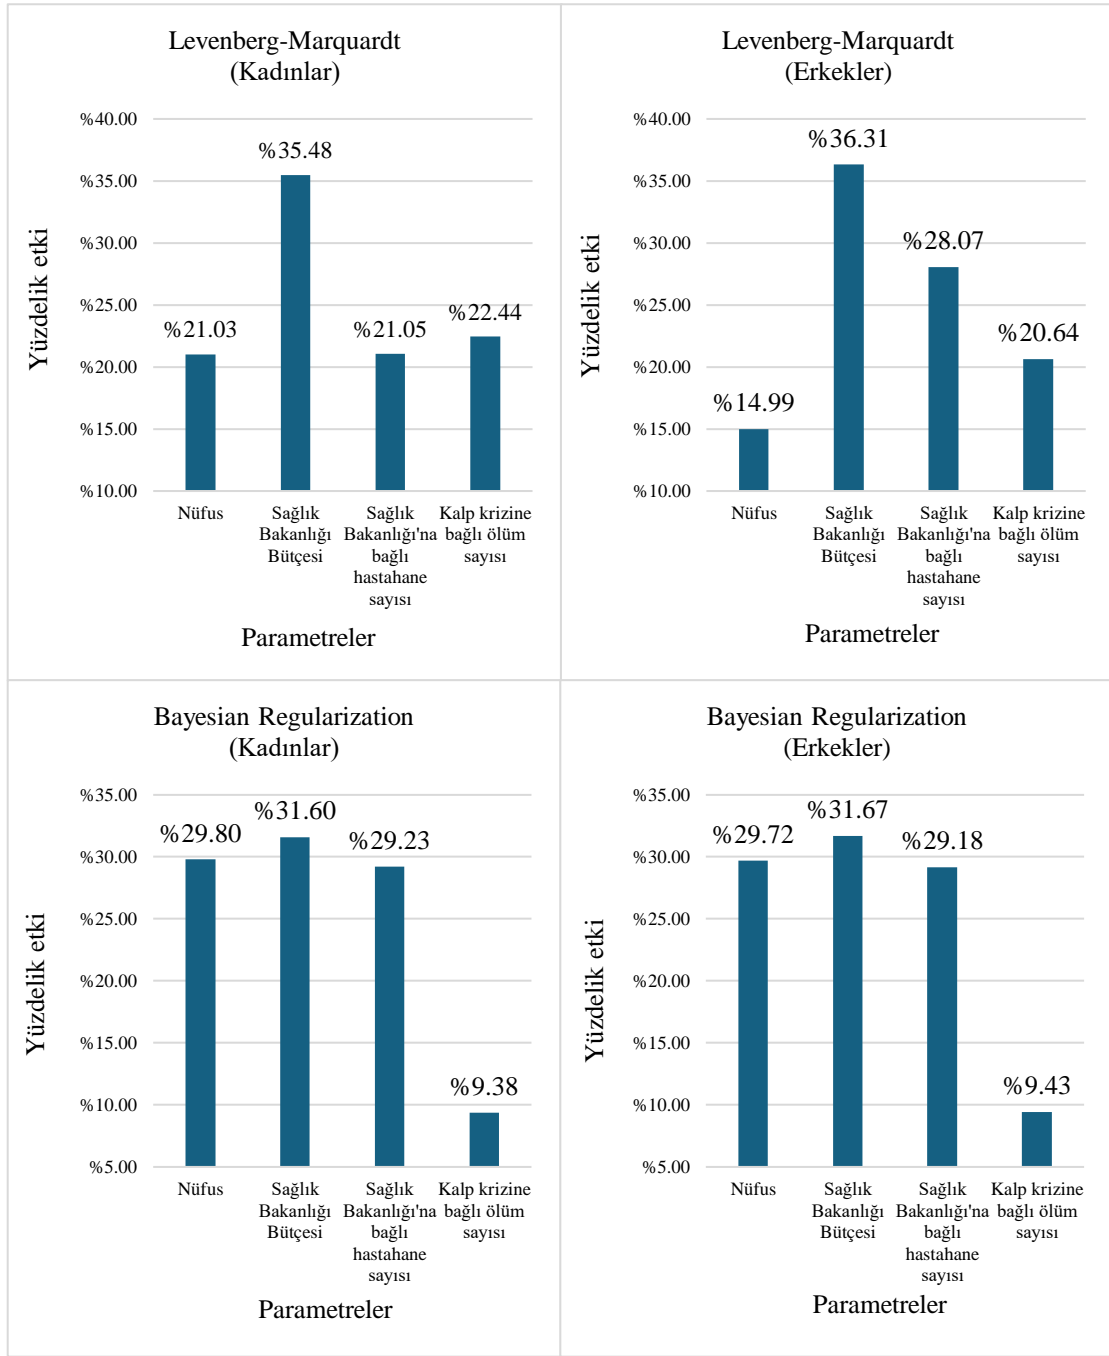 Levenberg-Marquardt
(Kadınlar)
%40.00
%35.00
%30.00
%25.00
%20.00
%15.00
%10.00
Yüzdelik etki
%21.03
%35.48
%21.05
%22.44
Nüfus
Sağlık
Bakanlığı
Bütçesi
Sağlık
Bakanlığı'na
bağlı
hastahane
sayısı
Kalp krizine
bağlı ölüm
sayısı
Parametreler
Levenberg-Marquardt
(Erkekler)
%40.00
%35.00
%30.00
%25.00
%20.00
%15.00
%10.00
Yüzdelik etki
%14.99
%36.31
%28.07
%20.64
Nüfus
Sağlık
Bakanlığı
Bütçesi
Sağlık
Bakanlığı'na
bağlı
hastahane
sayısı
Kalp krizine
bağlı ölüm
sayısı
Parametreler
Bayesian Regularization
(Kadınlar)
%35.00
%30.00
%25.00
%20.00
%15.00
%10.00
%5.00
Yüzdelik etki
%29.80
%31.60
%29.23
%9.38
Nüfus
Sağlık
Bakanlığı
Bütçesi
Sağlık
Bakanlığı'na
bağlı
hastahane
sayısı
Kalp krizine
bağlı ölüm
sayısı
Parametreler
Bayesian Regularization
(Erkekler)
%35.00
%30.00
%25.00
%20.00
%15.00
%10.00
%5.00
Yüzdelik etki
%29.72
%31.67
%29.18
%9.43
Nüfus
Sağlık
Bakanlığı
Bütçesi
Sağlık
Bakanlığı'na
bağlı
hastahane
sayısı
Kalp krizine
bağlı ölüm
sayısı
Parametreler